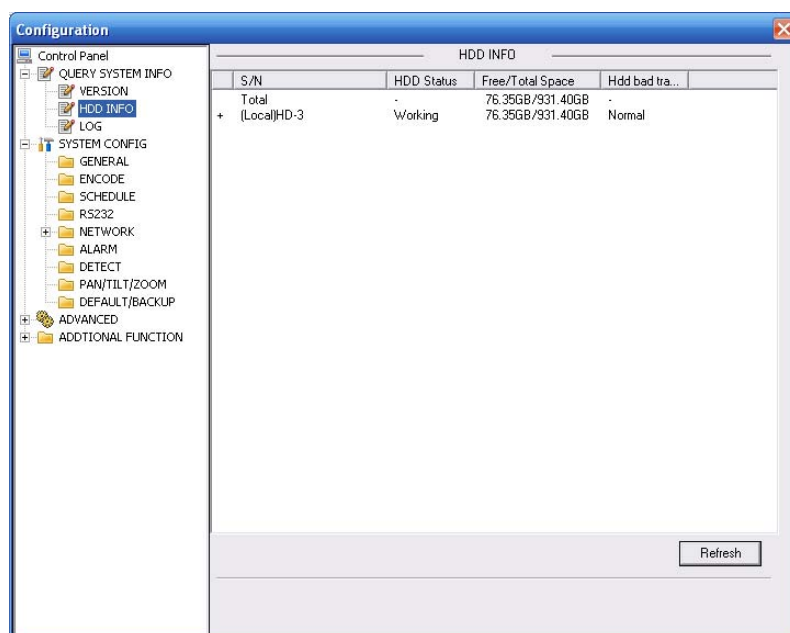 Configuration
Control Panel
QUERY SYSTEM INFO
VERSION
HDD INFO
LOG
SYSTEM CONFIG
GENERAL
ENCODE
SCHEDULE
RS232
NETWORK
ALARM
DETECT
PAN/TILT/ZOOM
DEFAULT/BACKUP
ADVANCED
ADDTIONAL FUNCTION
HDD INFO
S/N HDD Status Free/Total Space Hdd bad tra...
Total - 76.35GB/931.40GB -
+ (Local)HD-3 Working 76.35GB/931.40GB Normal
Refresh